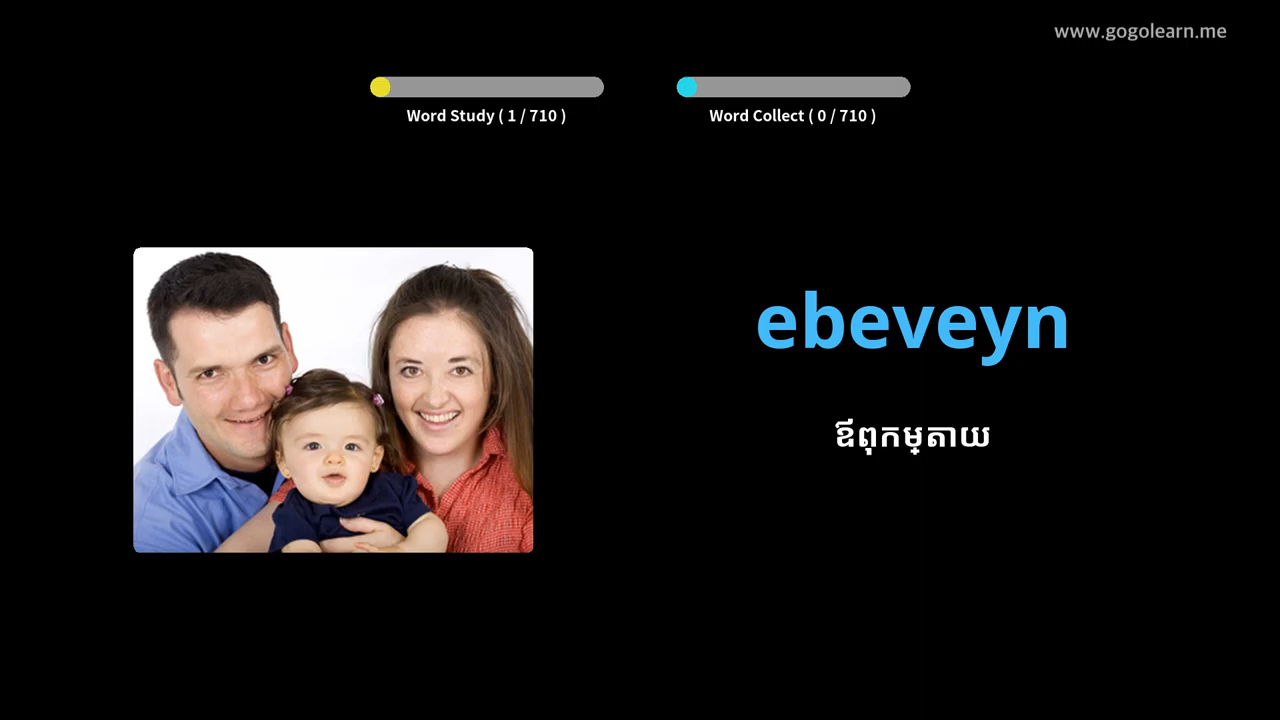 www.gogolearn.me
Word Study ( 1 / 710 )
Word Collect ( 0 / 710 )
ebeveyn
ឪពុកម្តាយ